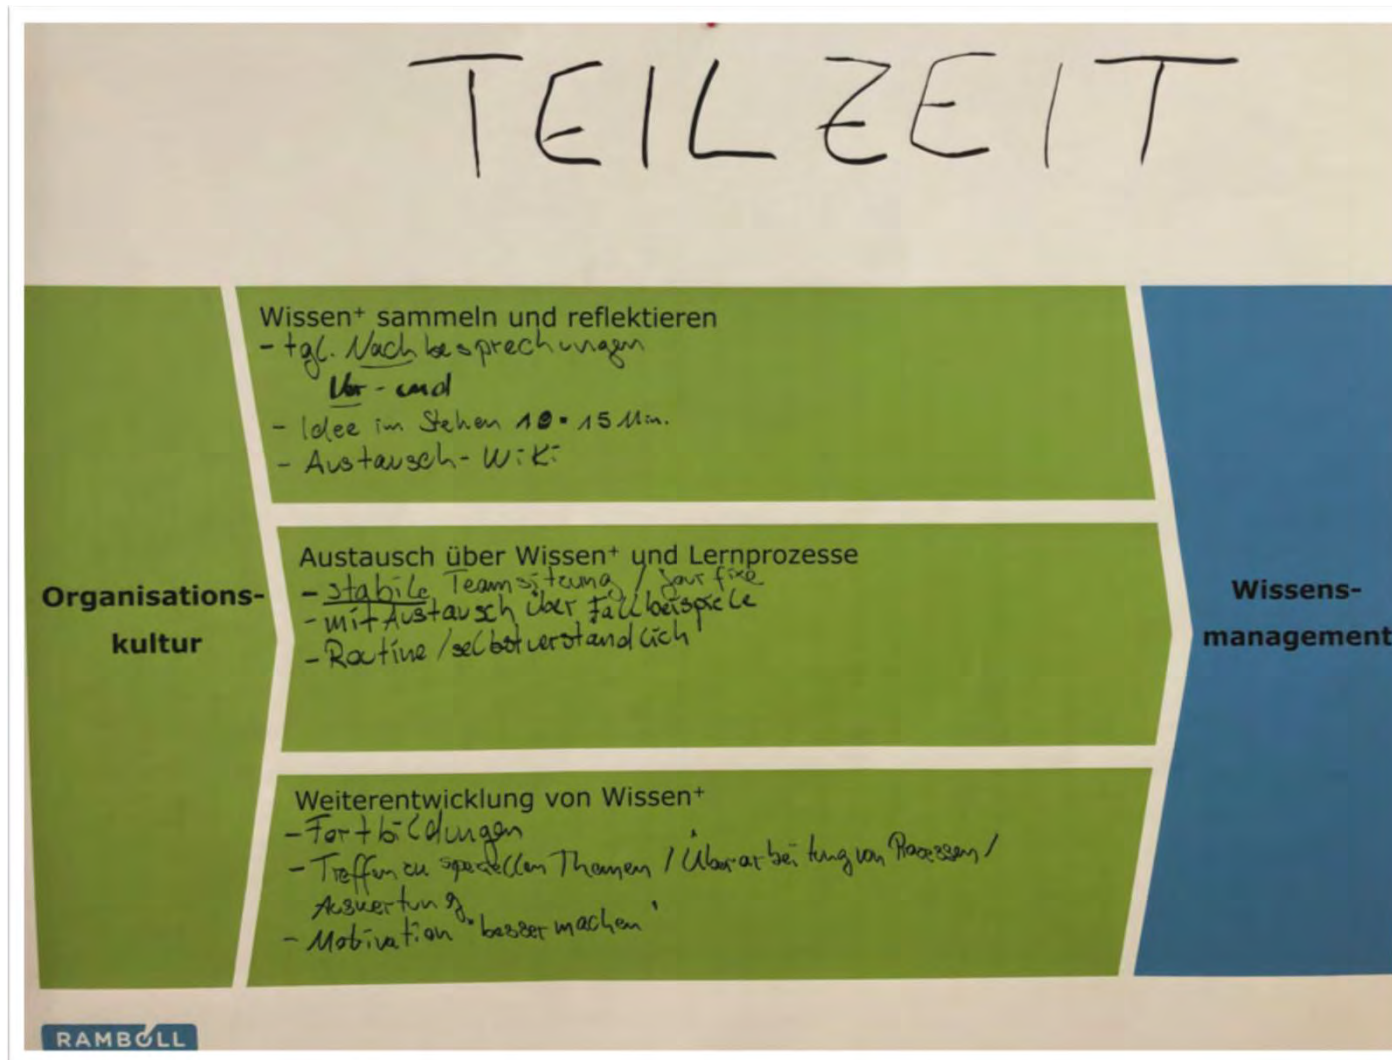 TEILZEIT
Wissen⁺ sammeln und reflektieren
- tgl. Nachbesprechungen
Vor- und
- Idee im Stehen 10-15 Min.
- Austausch-Wiki
Austausch über Wissen⁺ und Lernprozesse
- stabile Teamsitzung / Jour fixe
- mit Austausch über Fallbeispiele
- Routine / selbstverständlich
Organisations-
kultur
Wissens-
management
Weiterentwicklung von Wissen⁺
- Fortbildungen
- Treffen zu speziellen Themen / Überarbeitung von Prozessen /
Auswertung
- Motivation "besser machen"
RAMBOLL